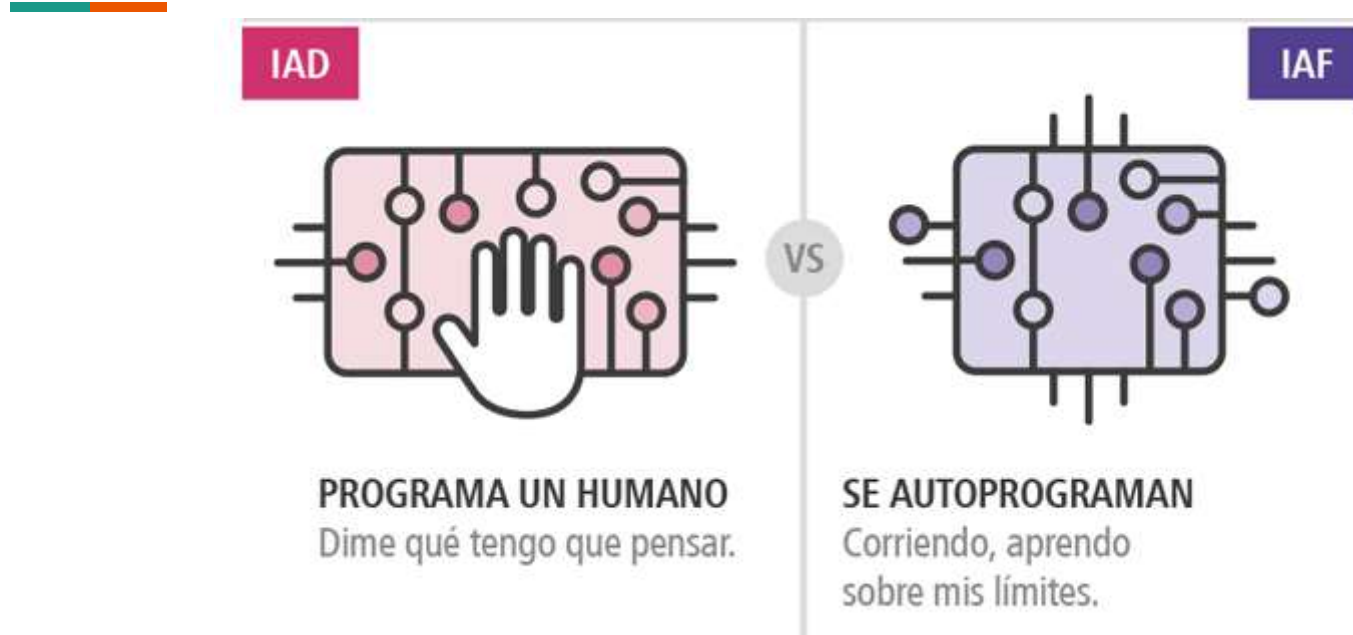 IAD
IAF
VS
PROGRAMA UN HUMANO
Dime qué tengo que pensar.
SE AUTOPROGRAMAN
Corriendo, aprendo
sobre mis límites.